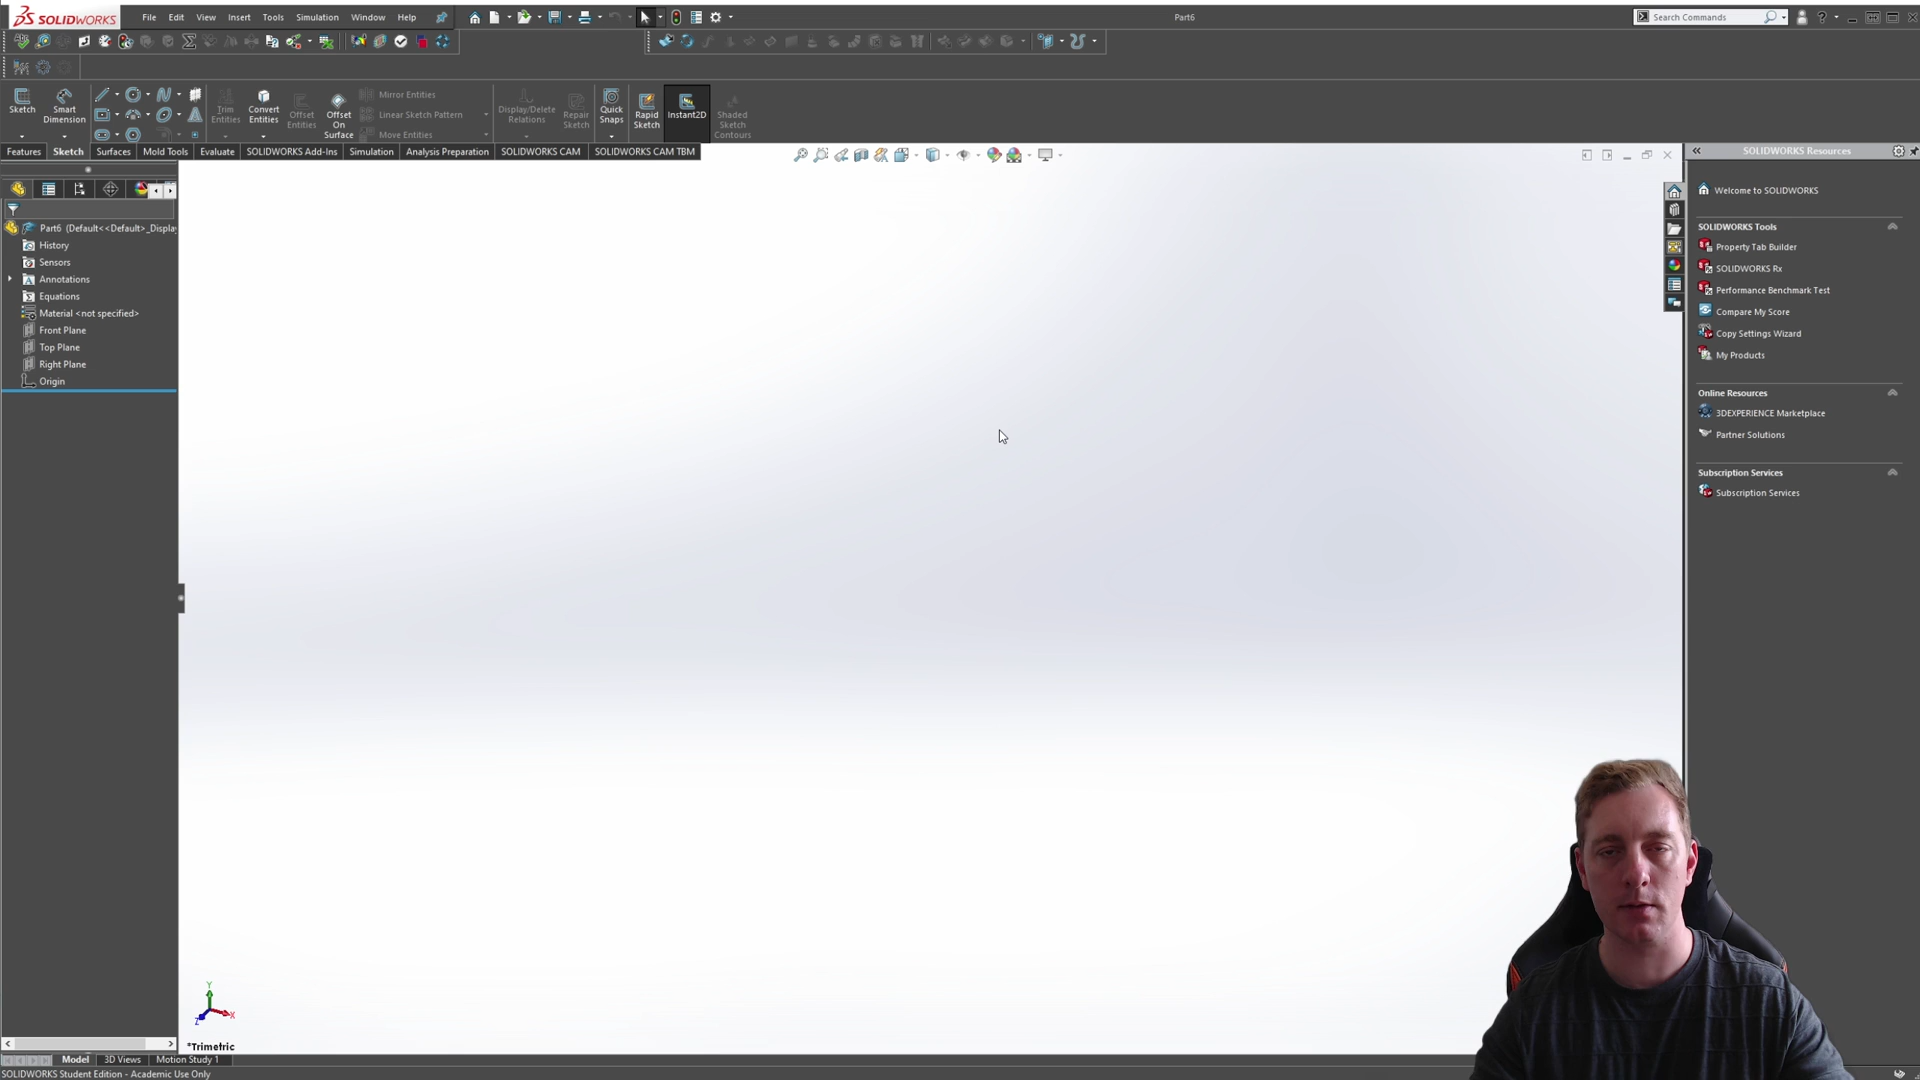 SOLIDWORKS File Edit View Insert Tools Simulation Window Help
Part6
Search Commands
Sketch
Smart Dimension
Trim Entities
Convert Entities
Offset Entities
Offset On Surface
Mirror Entities
Linear Sketch Pattern
Move Entities
Display/Delete Relations
Repair Sketch
Quick Snaps
Rapid Sketch
Instant2D
Shaded Sketch Contours
Features Sketch Surfaces Mold Tools Evaluate SOLIDWORKS Add-Ins Simulation Analysis Preparation SOLIDWORKS CAM SOLIDWORKS CAM TBM
Part6 (Default<<Default>_Display
History
Sensors
Annotations
Equations
Material <not specified>
Front Plane
Top Plane
Right Plane
Origin
SOLIDWORKS Resources
Welcome to SOLIDWORKS
SOLIDWORKS Tools
Property Tab Builder
SOLIDWORKS Rx
Performance Benchmark Test
Compare My Score
Copy Settings Wizard
My Products
Online Resources
3DEXPERIENCE Marketplace
Partner Solutions
Subscription Services
Subscription Services
Y
X
Z
*Trimetric
Model 3D Views Motion Study 1
SOLIDWORKS Student Edition - Academic Use Only